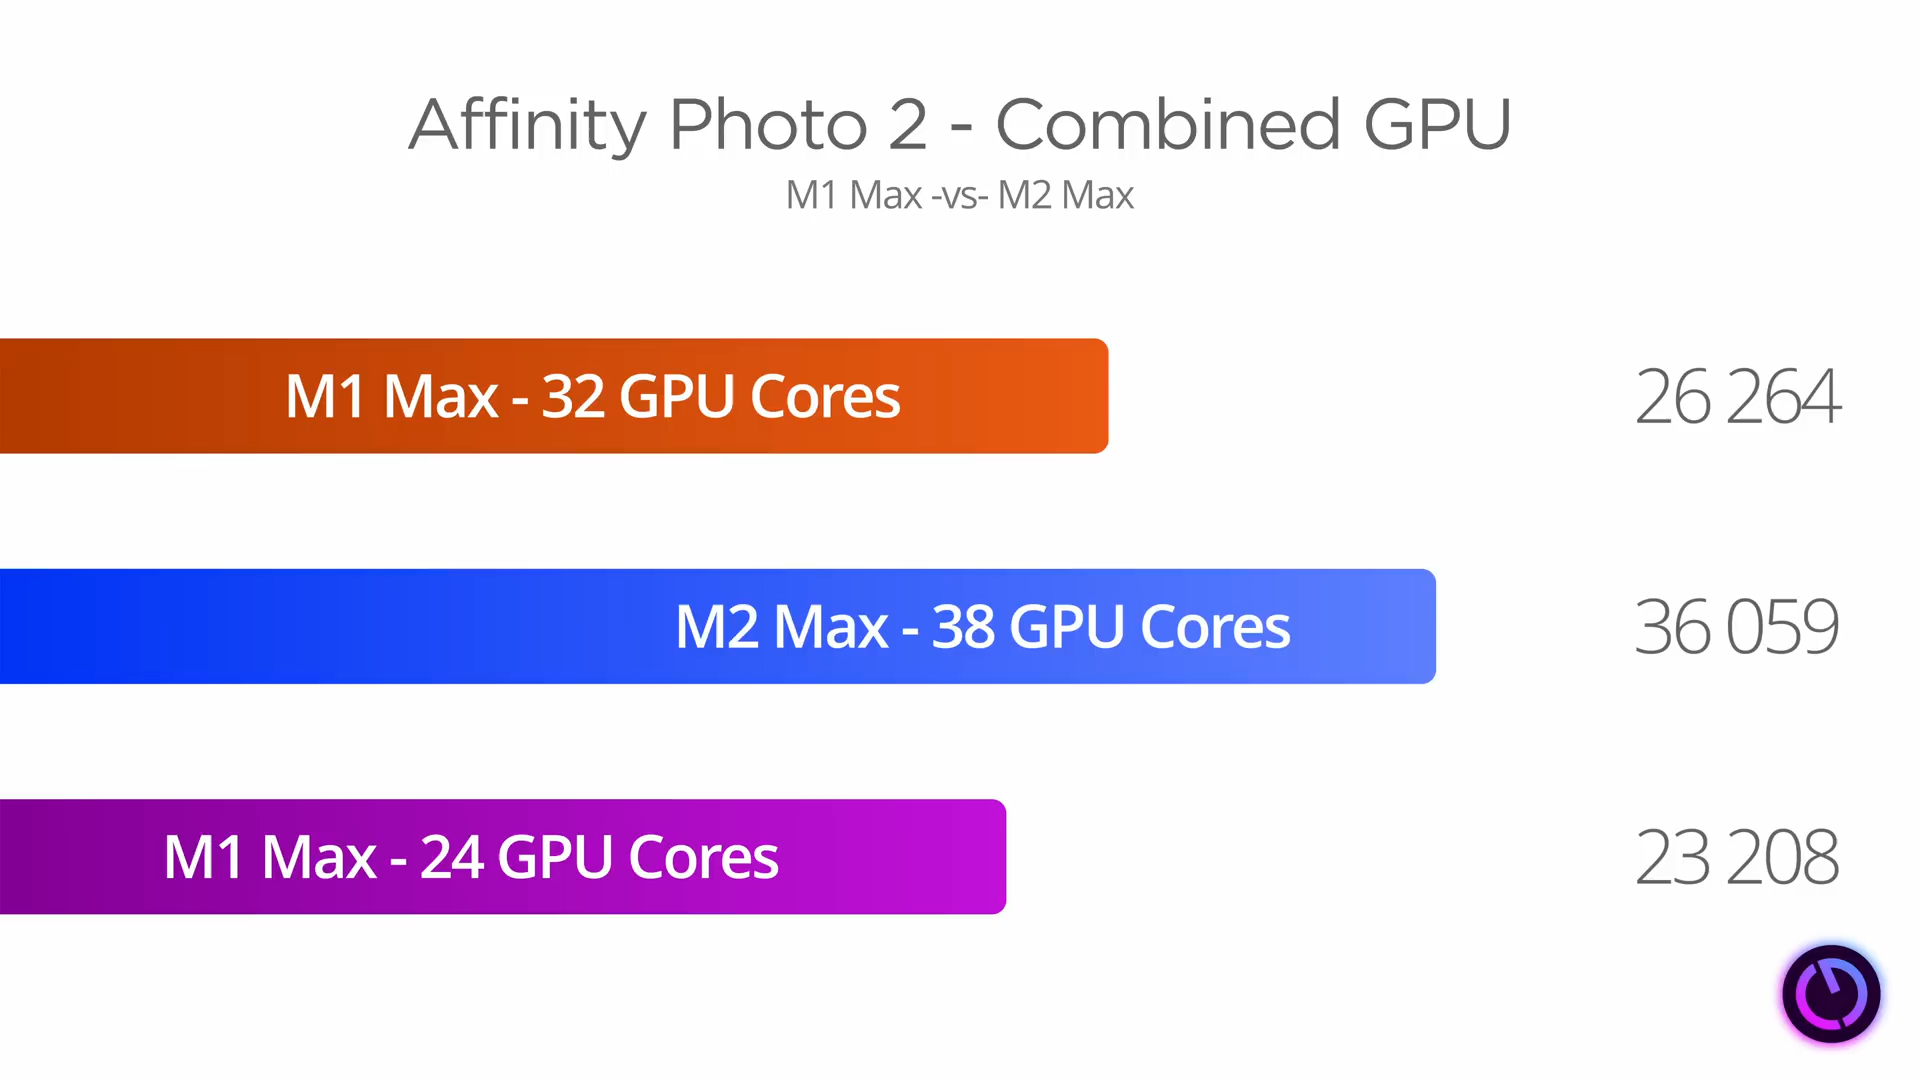 Affinity Photo 2 - Combined GPU
M1 Max -vs- M2 Max
M1 Max - 32 GPU Cores 26 264
M2 Max - 38 GPU Cores 36 059
M1 Max - 24 GPU Cores 23 208